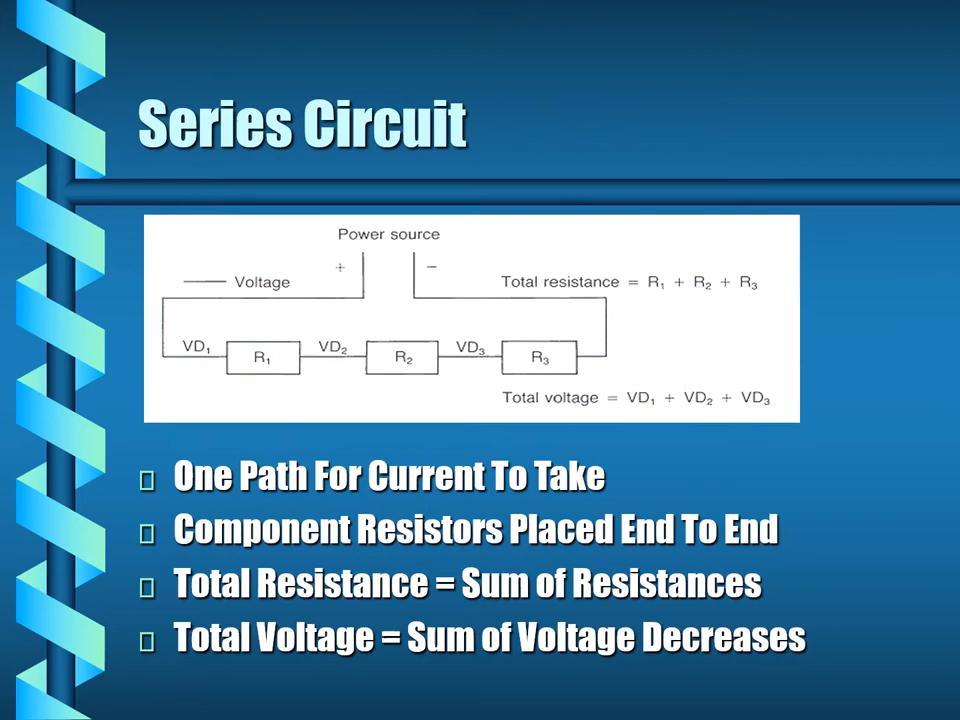 Series Circuit
Power source
+ −
Voltage
Total resistance = R₁ + R₂ + R₃
VD₁ R₁ VD₂ R₂ VD₃ R₃
Total voltage = VD₁ + VD₂ + VD₃
One Path For Current To Take
Component Resistors Placed End To End
Total Resistance = Sum of Resistances
Total Voltage = Sum of Voltage Decreases